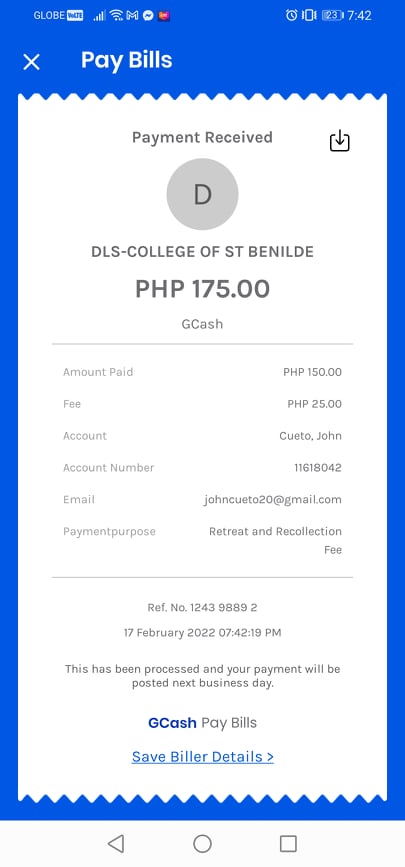 GLOBE VoLTE 23 7:42
Pay Bills
Payment Received
D
DLS-COLLEGE OF ST BENILDE
PHP 175.00
GCash
Amount Paid PHP 150.00
Fee PHP 25.00
Account Cueto, John
Account Number 11618042
Email johncueto20@gmail.com
Paymentpurpose Retreat and Recollection
Fee
Ref. No. 1243 9889 2
17 February 2022 07:42:19 PM
This has been processed and your payment will be
posted next business day.
GCash Pay Bills
Save Biller Details >